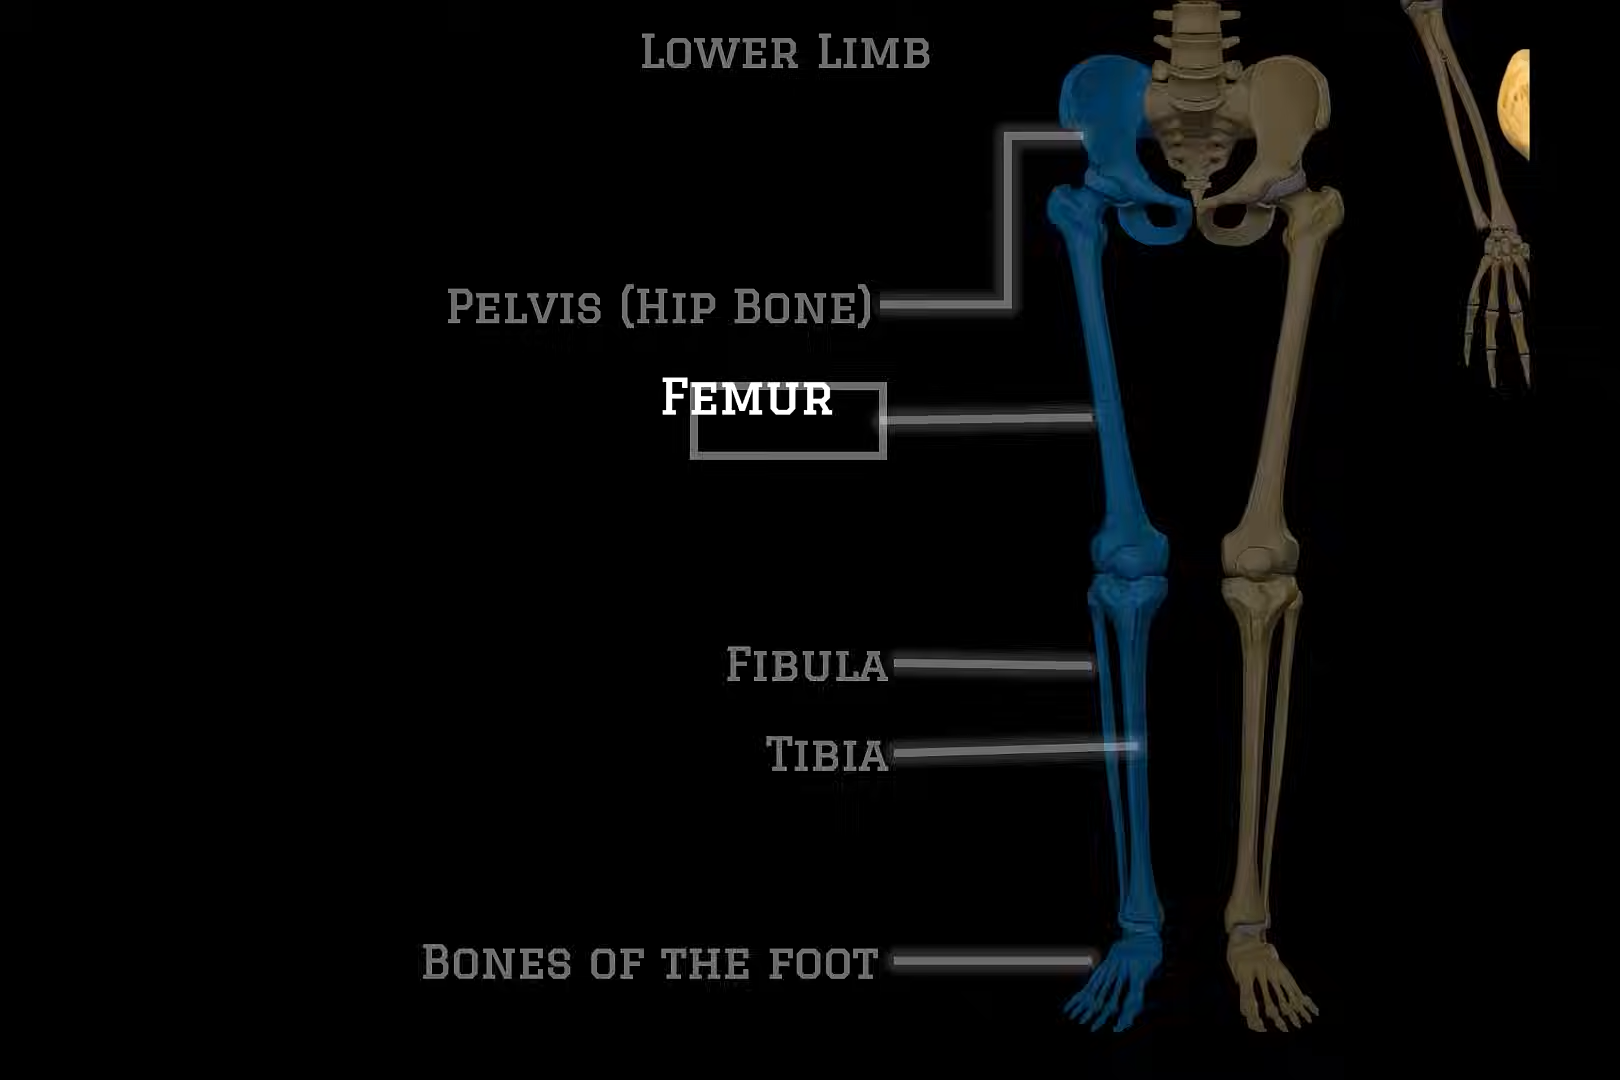 Lower Limb
Pelvis (Hip Bone)
Femur
Fibula
Tibia
Bones of the foot